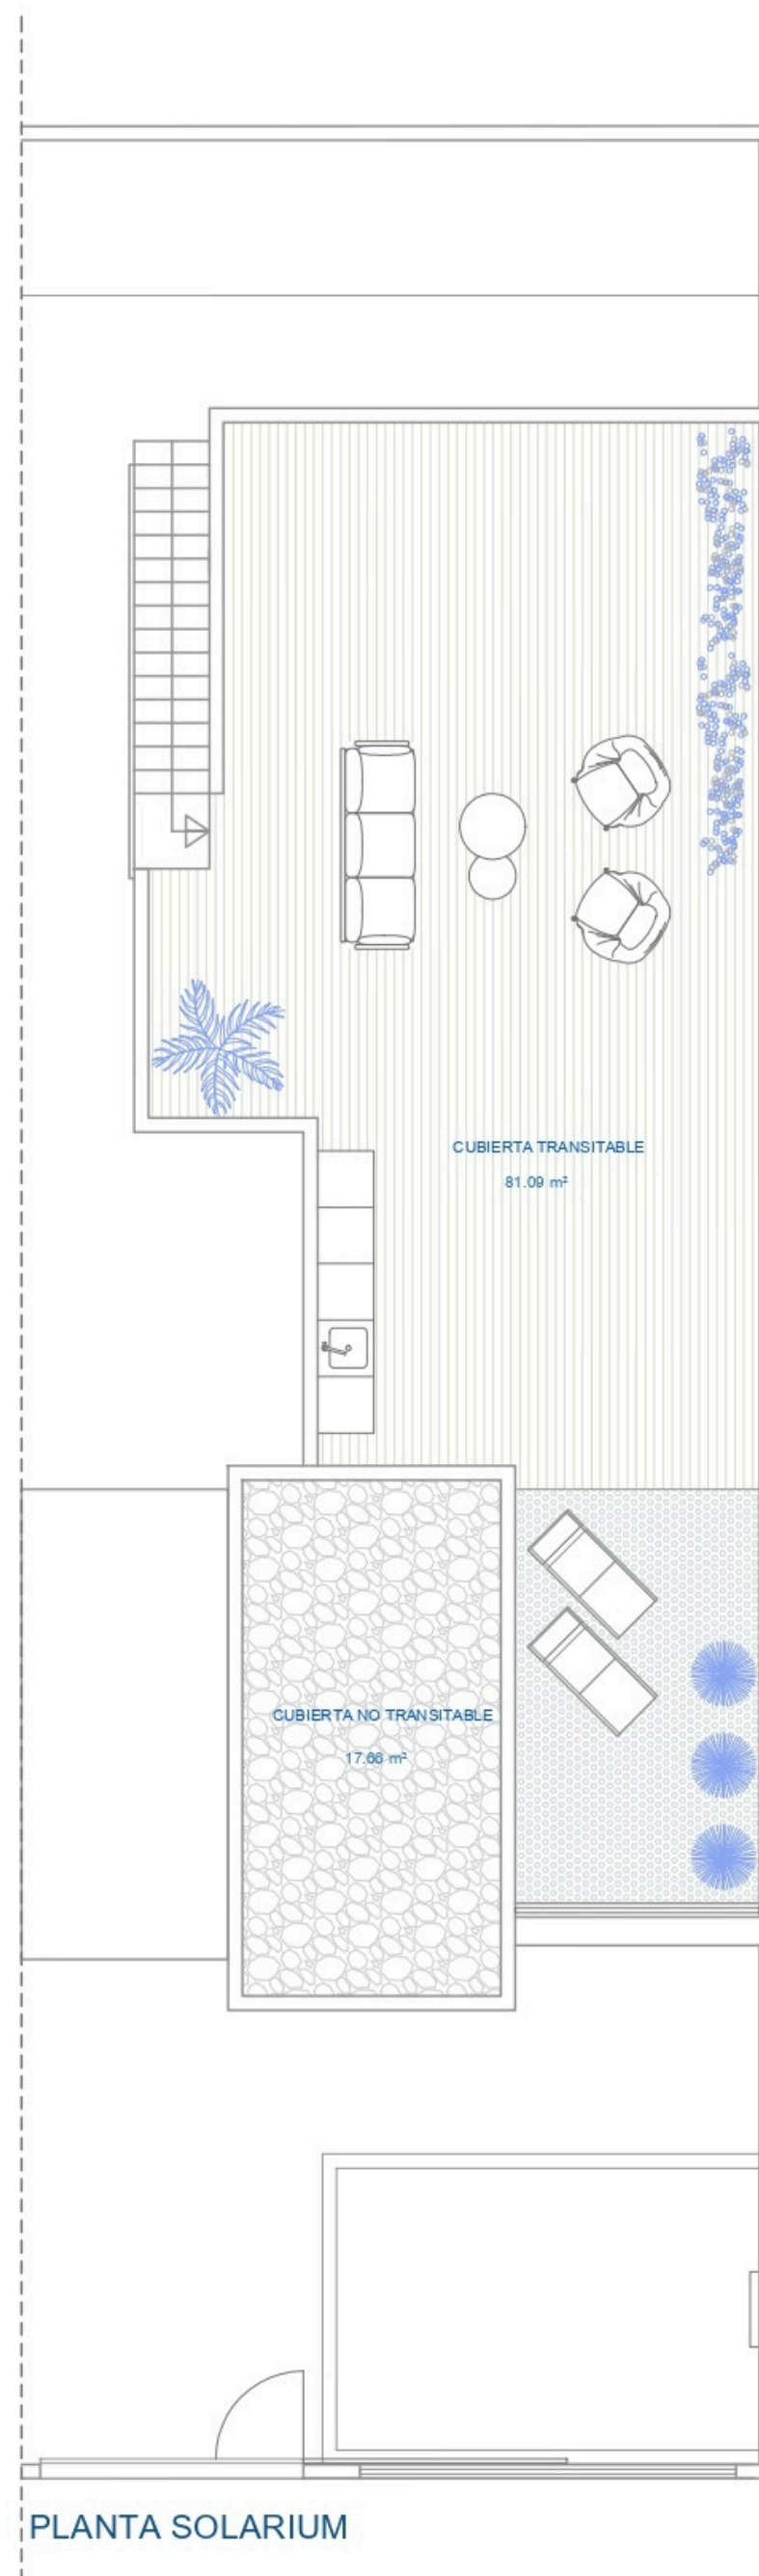 CUBIERTA TRANSITABLE
81.09 m²
CUBIERTA NO TRANSITABLE
17.66 m²
PLANTA SOLARIUM